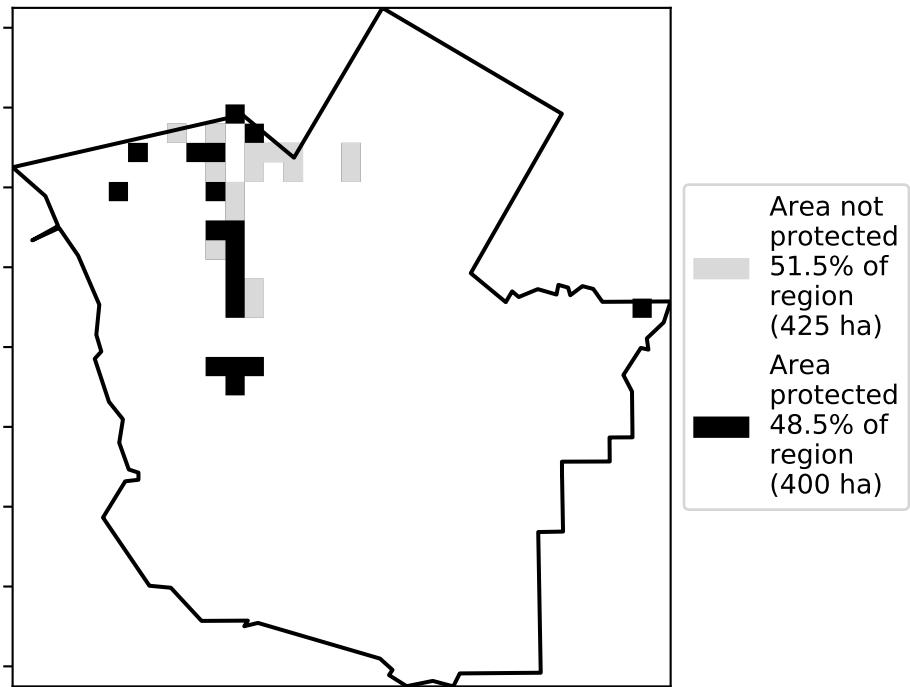 Area not
protected
51.5% of
region
(425 ha)
Area
protected
48.5% of
region
(400 ha)